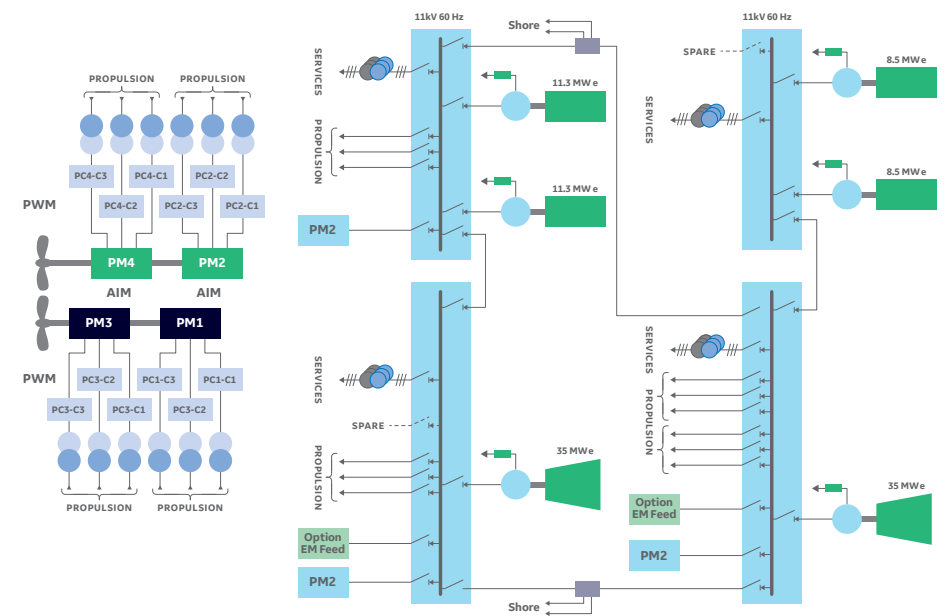 PROPULSION
PROPULSION
PC4-C3
PC4-C1
PC2-C2
PC4-C2
PC2-C3
PC2-C1
PWM
PM4
PM2
AIM
AIM
PM3
PM1
PWM
PC3-C2
PC1-C3
PC1-C1
PC3-C3
PC3-C1
PC3-C2
PROPULSION
PROPULSION
11kV 60 Hz
Shore
SERVICES
11.3 MWe
PROPULSION
11.3 MWe
PM2
SERVICES
SPARE
PROPULSION
35 MWe
Option
EM Feed
PM2
Shore
11kV 60 Hz
SPARE
8.5 MWe
SERVICES
8.5 MWe
SERVICES
PROPULSION
PROPULSION
35 MWe
Option
EM Feed
PM2